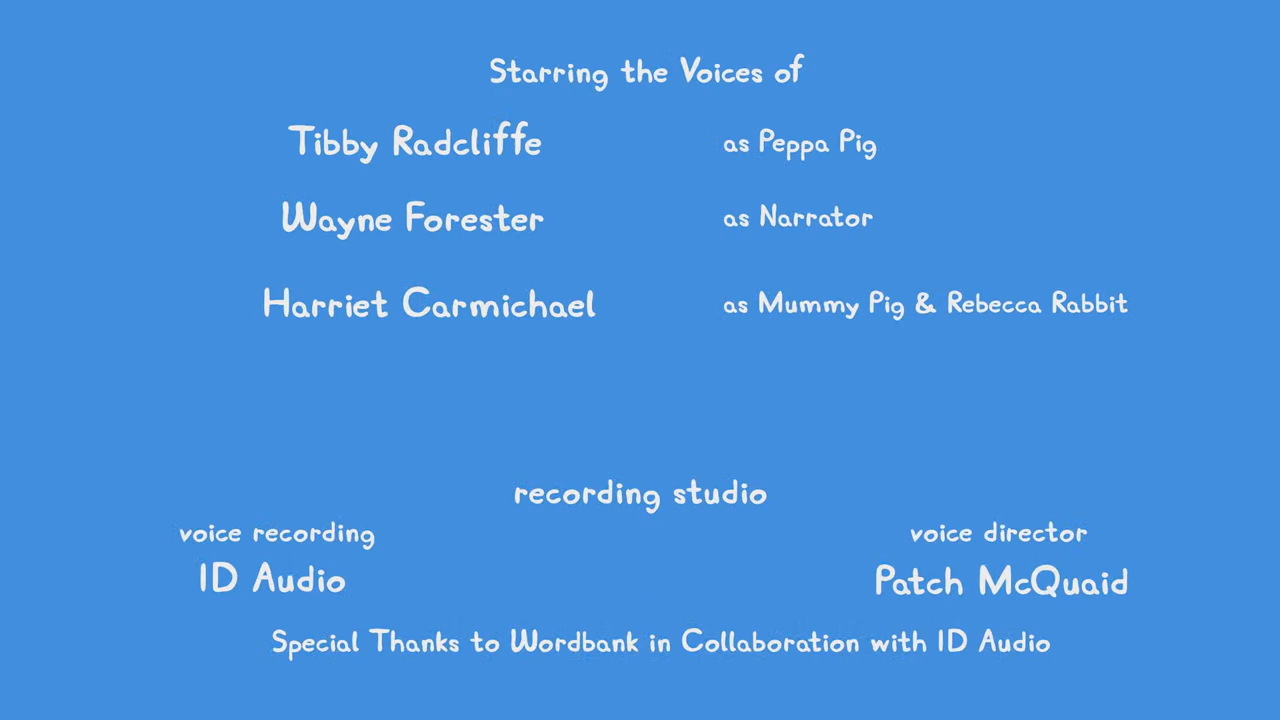 Starring the Voices of
Tibby Radcliffe as Peppa Pig
Wayne Forester as Narrator
Harriet Carmichael as Mummy Pig & Rebecca Rabbit
recording studio
voice recording voice director
ID Audio Patch McQuaid
Special Thanks to Wordbank in Collaboration with ID Audio